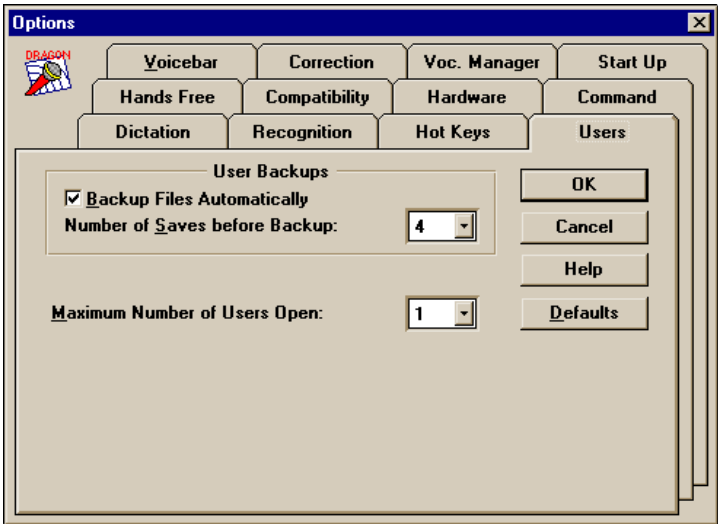 Options
DRAGON
Voicebar Correction Voc. Manager Start Up
Hands Free Compatibility Hardware Command
Dictation Recognition Hot Keys Users
User Backups
Backup Files Automatically
Number of Saves before Backup: 4
Maximum Number of Users Open: 1
OK
Cancel
Help
Defaults